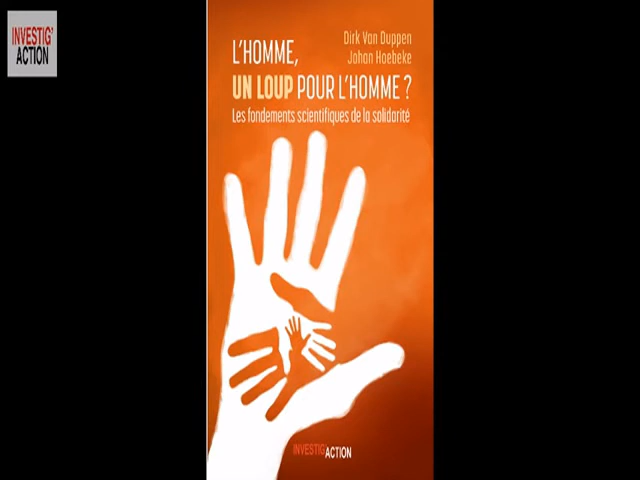 INVESTIG'
ACTION
Dirk Van Duppen
Johan Hoebeke
L'HOMME,
UN LOUP POUR L'HOMME ?
Les fondements scientifiques de la solidarité
INVESTIG'ACTION